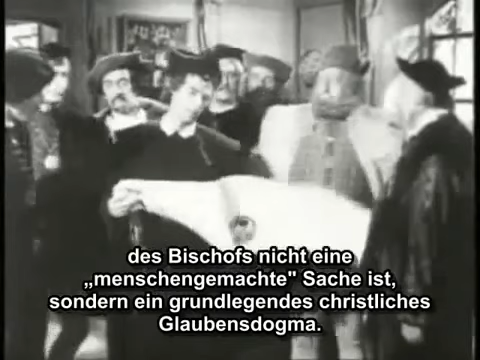 des Bischofs nicht eine
„menschengemachte" Sache ist,
sondern ein grundlegendes christliches
Glaubensdogma.